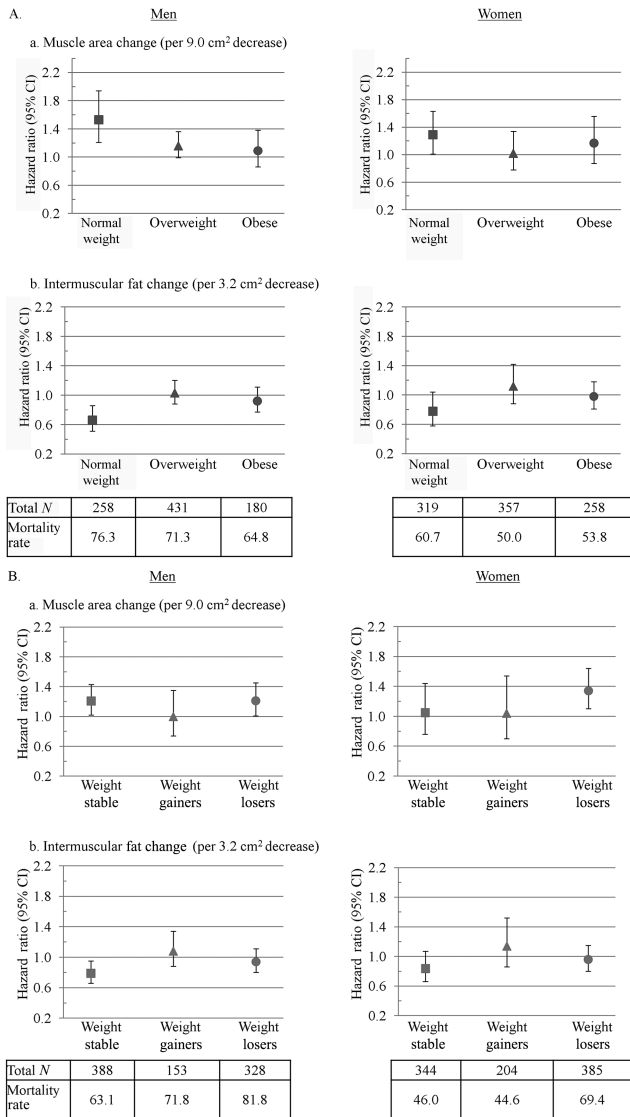 A. Men Women
a. Muscle area change (per 9.0 cm² decrease)
Hazard ratio (95% CI)
2.2
1.8
1.4
1.0
0.6
0.2
Normal weight Overweight Obese
Hazard ratio (95% CI)
2.2
1.8
1.4
1.0
0.6
0.2
Normal weight Overweight Obese
b. Intermuscular fat change (per 3.2 cm² decrease)
Hazard ratio (95% CI)
2.2
1.8
1.4
1.0
0.6
0.2
Normal weight Overweight Obese
Hazard ratio (95% CI)
2.2
1.8
1.4
1.0
0.6
0.2
Normal weight Overweight Obese
Total N 258 431 180 319 357 258
Mortality rate 76.3 71.3 64.8 60.7 50.0 53.8
B. Men Women
a. Muscle area change (per 9.0 cm² decrease)
Hazard ratio (95% CI)
2.2
1.8
1.4
1.0
0.6
0.2
Weight stable Weight gainers Weight losers
Hazard ratio (95% CI)
2.2
1.8
1.4
1.0
0.6
0.2
Weight stable Weight gainers Weight losers
b. Intermuscular fat change (per 3.2 cm² decrease)
Hazard ratio (95% CI)
2.2
1.8
1.4
1.0
0.6
0.2
Weight stable Weight gainers Weight losers
Hazard ratio (95% CI)
2.2
1.8
1.4
1.0
0.6
0.2
Weight stable Weight gainers Weight losers
Total N 388 153 328 344 204 385
Mortality rate 63.1 71.8 81.8 46.0 44.6 69.4